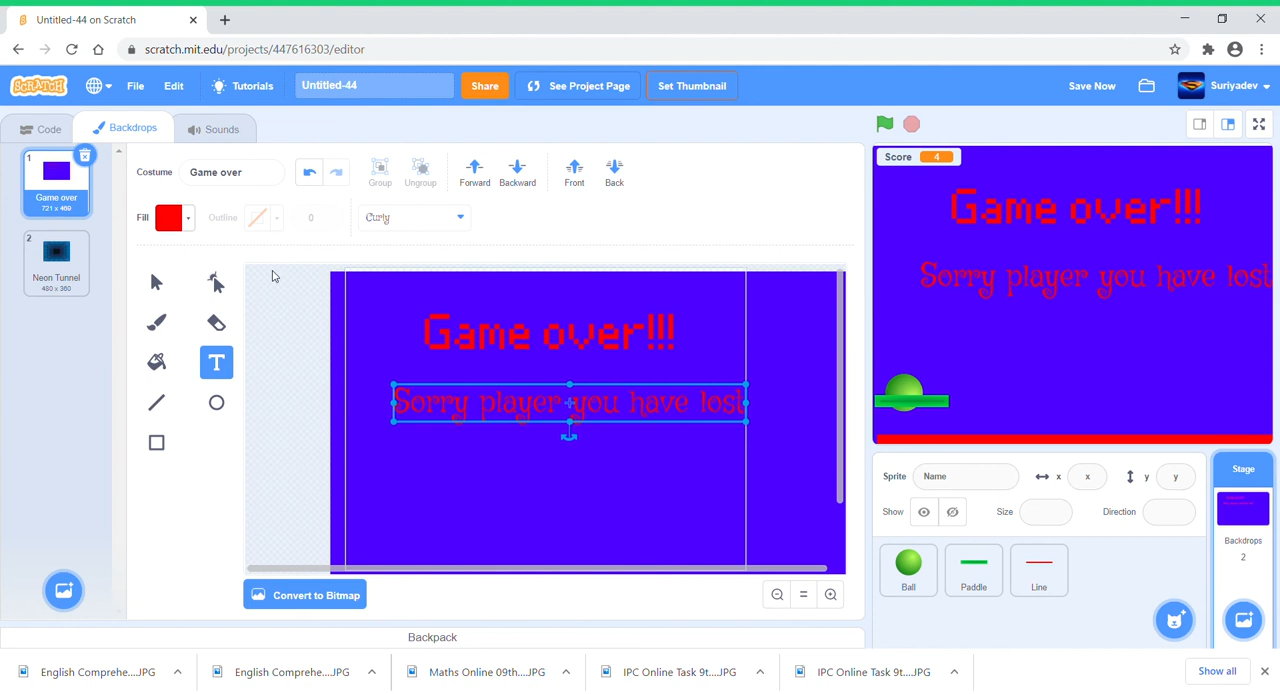 Untitled-44 on Scratch
scratch.mit.edu/projects/447616303/editor
SCRATCH
File
Edit
Tutorials
Untitled-44
Share
See Project Page
Set Thumbnail
Save Now
Suriyadev
Code
Backdrops
Sounds
1
Game over
721 x 469
2
Neon Tunnel
480 x 360
Costume
Game over
Group
Ungroup
Forward
Backward
Front
Back
Fill
Outline
0
Curly
T
Game over!!!
Sorry player you have lost
Convert to Bitmap
Score 4
Game over!!!
Sorry player you have lost
Sprite
Name
x
x
y
y
Show
Size
Direction
Ball
Paddle
Line
Stage
Backdrops
2
Backpack
English Comprehe....JPG
English Comprehe....JPG
Maths Online 09th....JPG
IPC Online Task 9t....JPG
IPC Online Task 9t....JPG
Show all